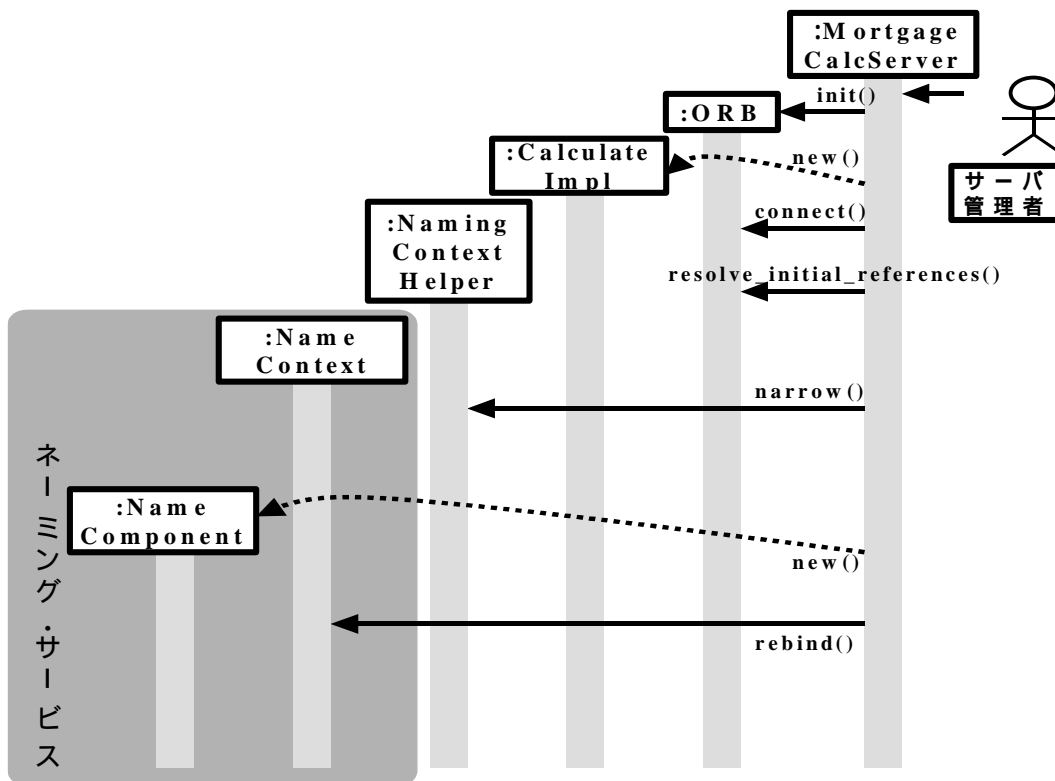 :Mortgage
CalcServer
init()
:ORB
new()
:Calculate
Impl
サーバ
管理者
connect()
:Naming
Context
Helper
resolve_initial_references()
:Name
Context
narrow()
ネーミング・サービス
:Name
Component
new()
rebind()